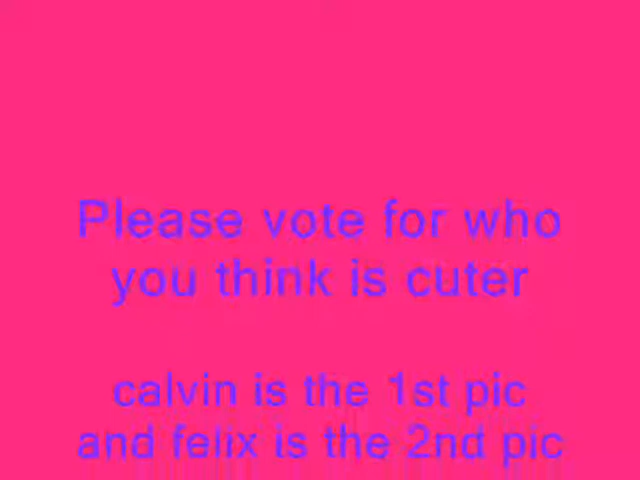 Please vote for who
you think is cuter
calvin is the 1st pic
and felix is the 2nd pic